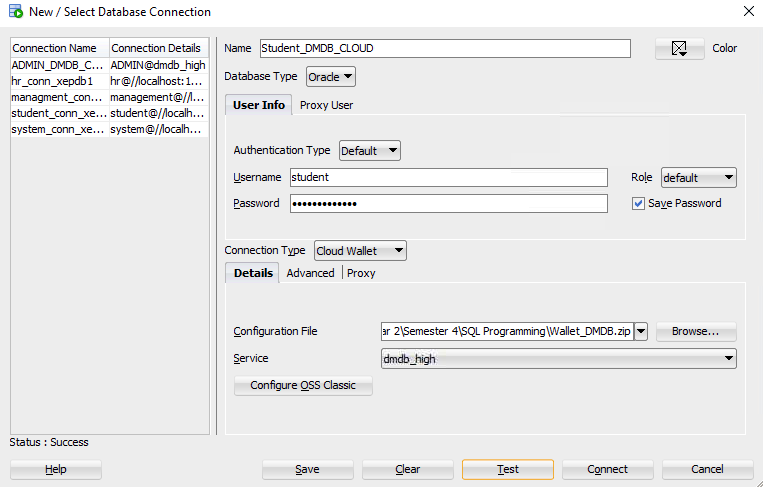 New / Select Database Connection
Connection Name Connection Details
ADMIN_DMDB_C... ADMIN@dmdb_high
hr_conn_xepdb1 hr@//localhost:1...
managment_con... management@//l...
student_conn_xe... student@//localh...
system_conn_xe... system@//localh...
Name Student_DMDB_CLOUD Color
Database Type Oracle
User Info Proxy User
Authentication Type Default
Username student Role default
Password ••••••••••••• Save Password
Connection Type Cloud Wallet
Details Advanced Proxy
Configuration File ar 2\Semester 4\SQL Programming\Wallet_DMDB.zip Browse...
Service dmdb_high
Configure OSS Classic
Status : Success
Help Save Clear Test Connect Cancel